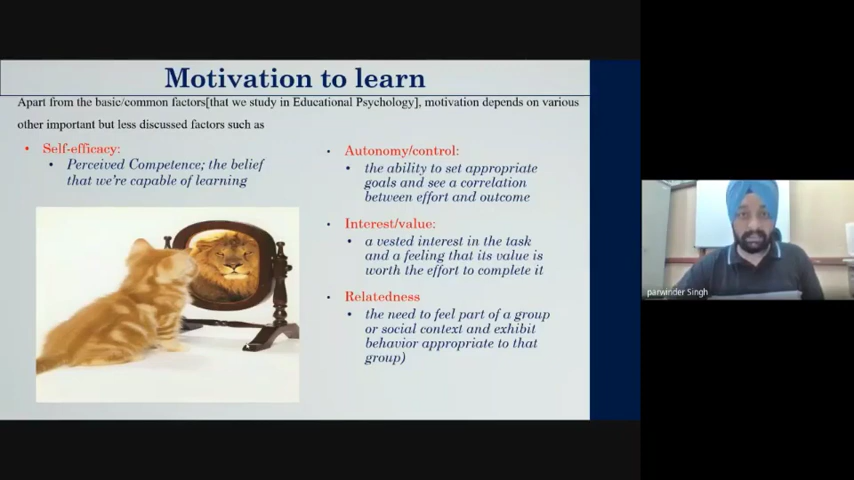 Motivation to learn
Apart from the basic/common factors[that we study in Educational Psychology], motivation depends on various
other important but less discussed factors such as
• Self-efficacy:
• Perceived Competence; the belief
that we're capable of learning
• Autonomy/control:
• the ability to set appropriate
goals and see a correlation
between effort and outcome
• Interest/value:
• a vested interest in the task
and a feeling that its value is
worth the effort to complete it
• Relatedness
• the need to feel part of a group
or social context and exhibit
behavior appropriate to that
group)
parwinder Singh